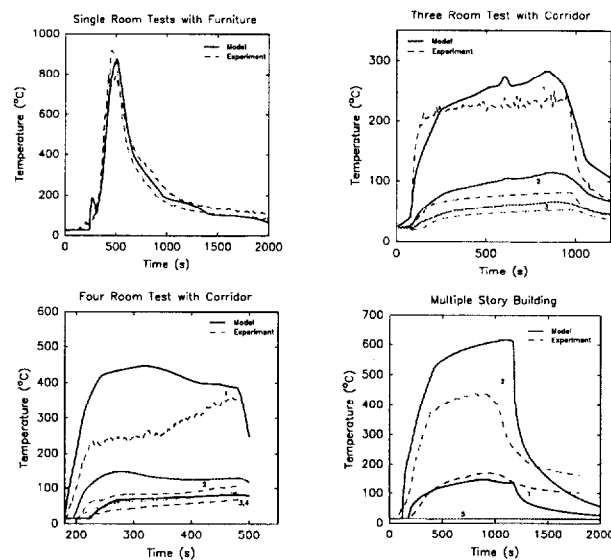 Single Room Tests with Furniture
Model
Experiment
Temperature (°C)
1000
800
600
400
200
0
0 500 1000 1500 2000
Time (s)
Three Room Test with Corridor
Model
Experiment
Temperature (°C)
300
200
100
0
2
0 500 1000
Time (s)
Four Room Test with Corridor
Model
Experiment
Temperature (°C)
600
500
400
300
200
100
0
1
2
3,4
200 300 400 500
Time (s)
Multiple Story Building
Model
Experiment
Temperature (°C)
700
600
500
400
300
200
100
0
2
1
0 500 1000 1500 2000
Time (s)